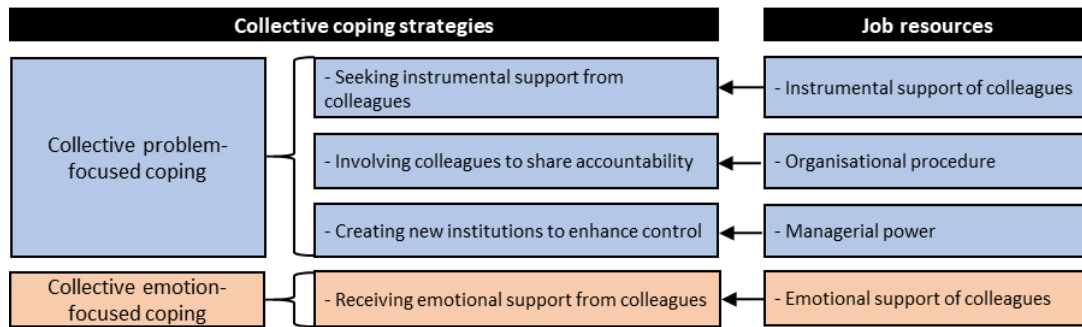 Collective coping strategies
Job resources
Collective problem-
focused coping
- Seeking instrumental support from
colleagues
- Instrumental support of colleagues
- Involving colleagues to share accountability
- Organisational procedure
- Creating new institutions to enhance control
- Managerial power
Collective emotion-
focused coping
- Receiving emotional support from colleagues
- Emotional support of colleagues